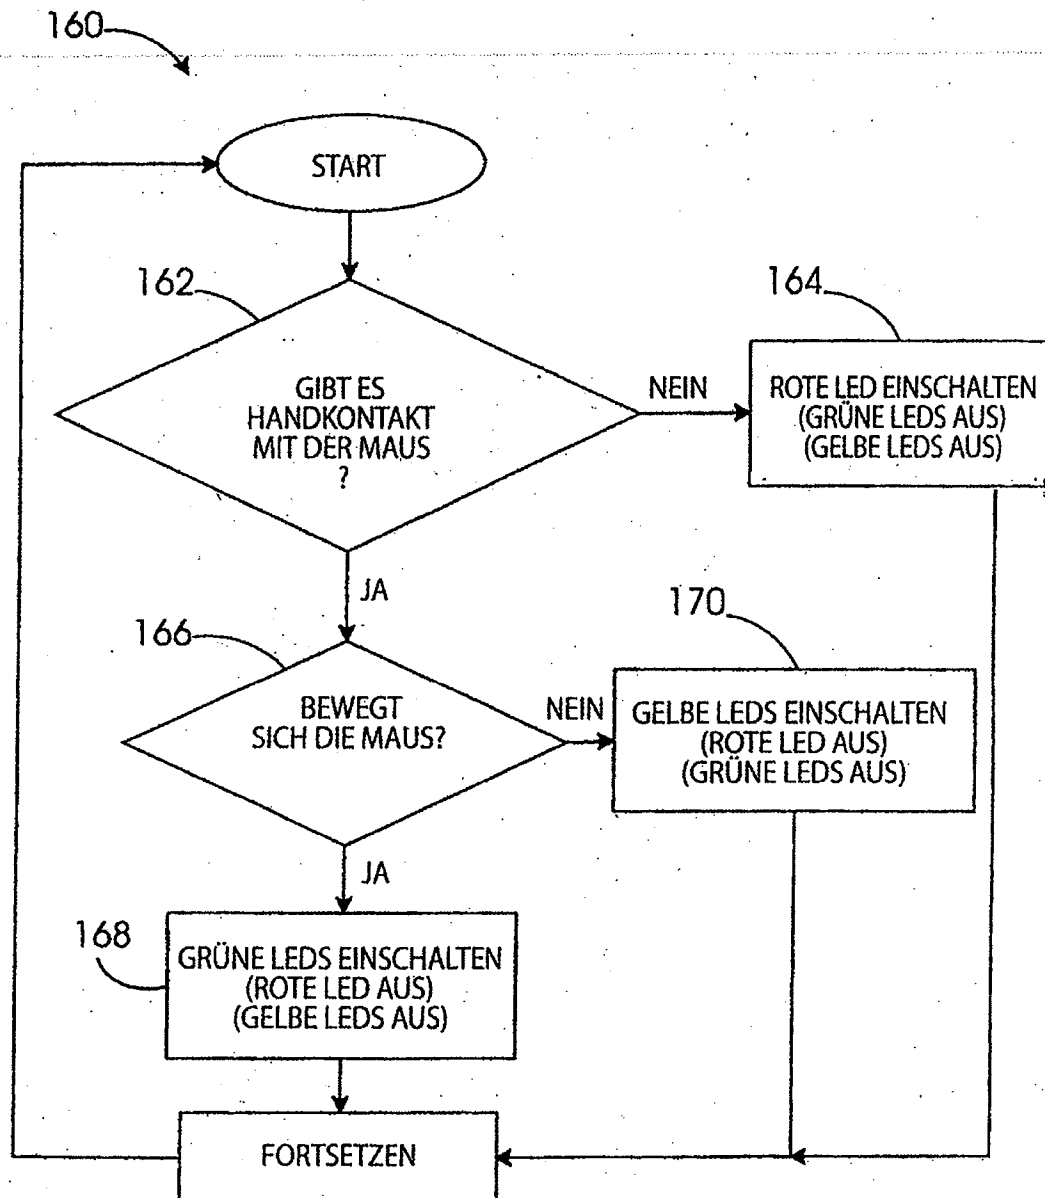 160
START
162
GIBT ES
HANDKONTAKT
MIT DER MAUS
?
NEIN
164
ROTE LED EINSCHALTEN
(GRÜNE LEDS AUS)
(GELBE LEDS AUS)
JA
166
BEWEGT
SICH DIE MAUS?
NEIN
170
GELBE LEDS EINSCHALTEN
(ROTE LED AUS)
(GRÜNE LEDS AUS)
JA
168
GRÜNE LEDS EINSCHALTEN
(ROTE LED AUS)
(GELBE LEDS AUS)
FORTSETZEN